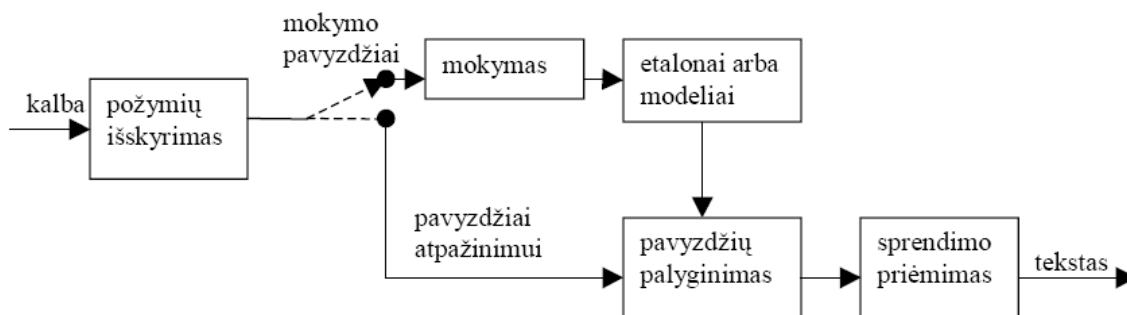 mokymo
pavyzdžiai
kalba
požymių
išskyrimas
mokymas
etalonai arba
modeliai
pavyzdžiai
atpažinimui
pavyzdžių
palyginimas
sprendimo
priėmimas
tekstas